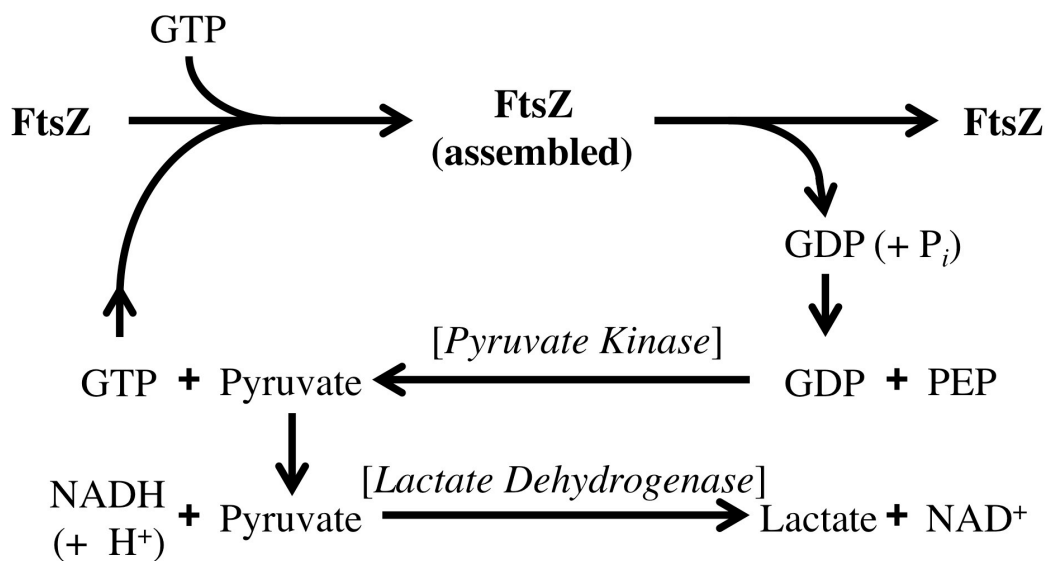 GTP
FtsZ
FtsZ
(assembled)
FtsZ
GDP (+ Pi)
[Pyruvate Kinase]
GTP + Pyruvate
GDP + PEP
[Lactate Dehydrogenase]
NADH
(+ H⁺)
+ Pyruvate
Lactate + NAD⁺